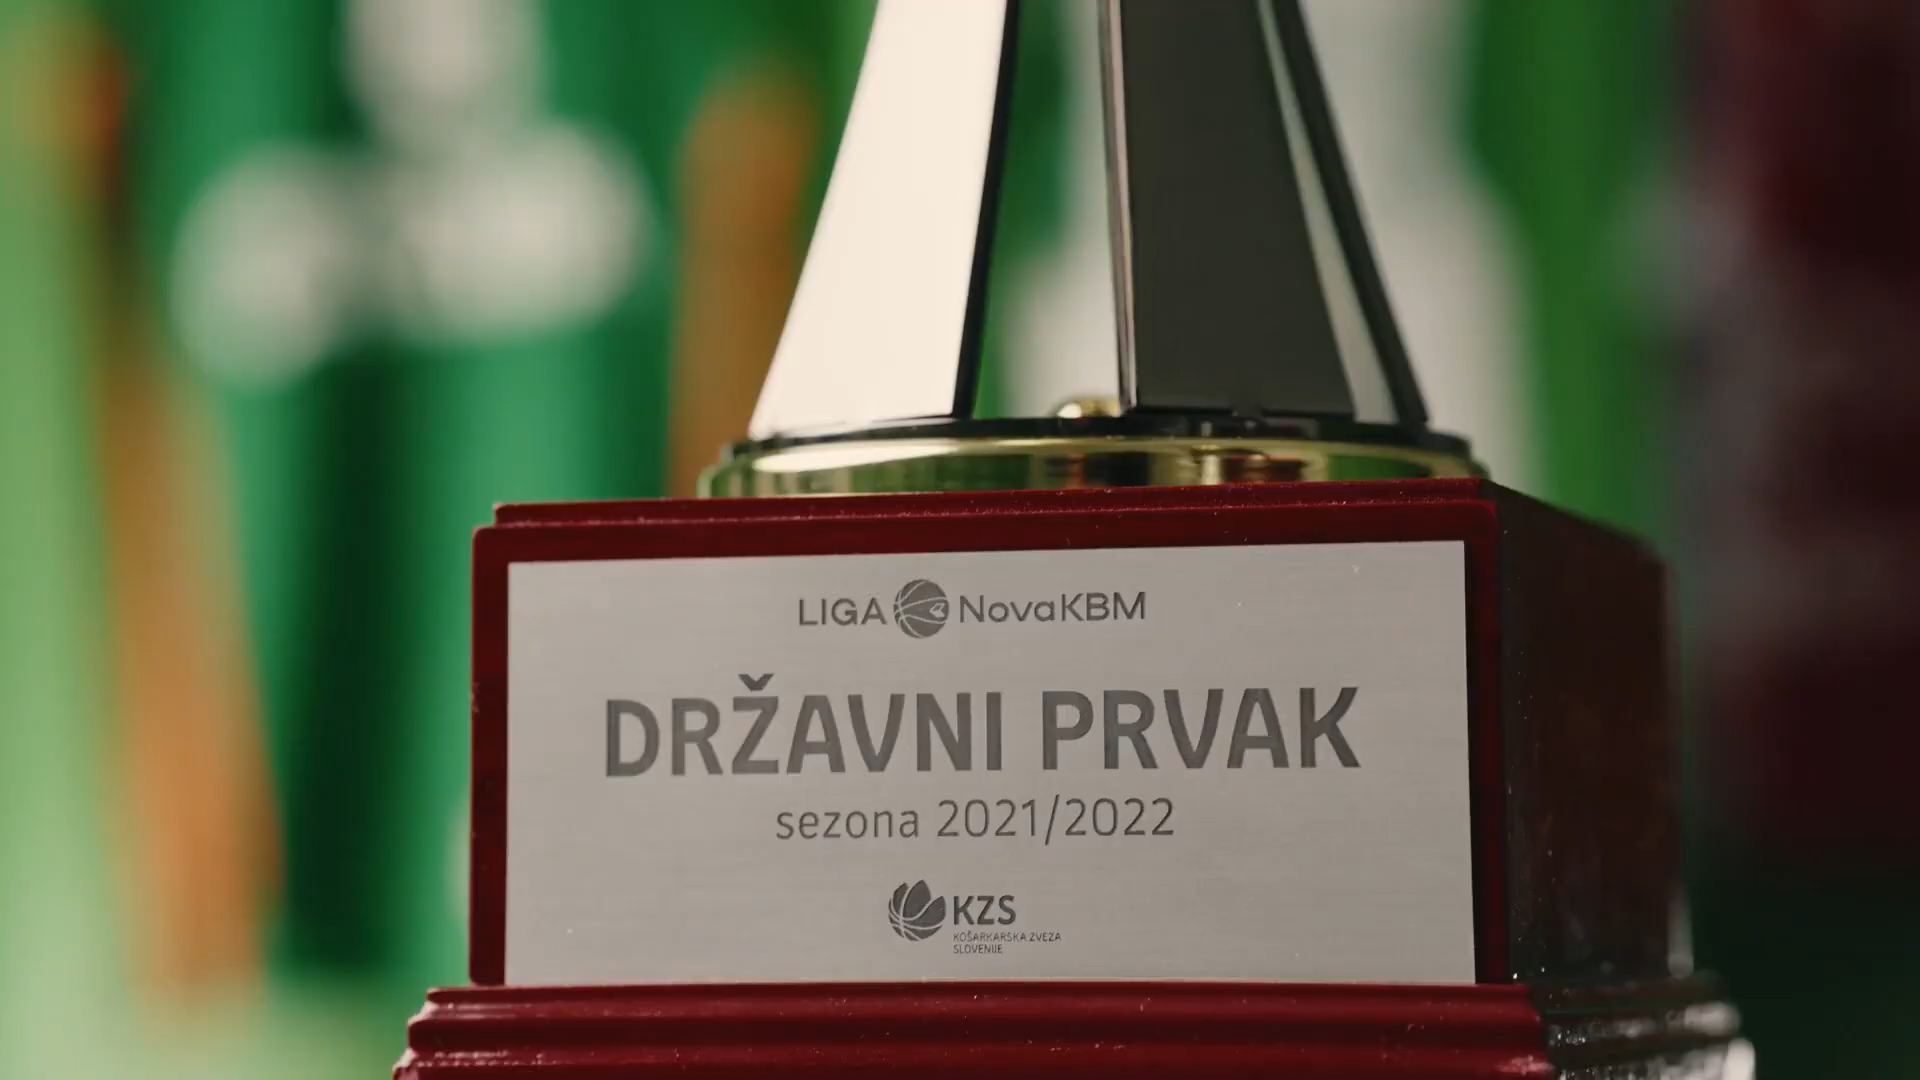 LIGA NovaKBM
DRŽAVNI PRVAK
sezona 2021/2022
KZS
KOŠARKARSKA ZVEZA
SLOVENIJE